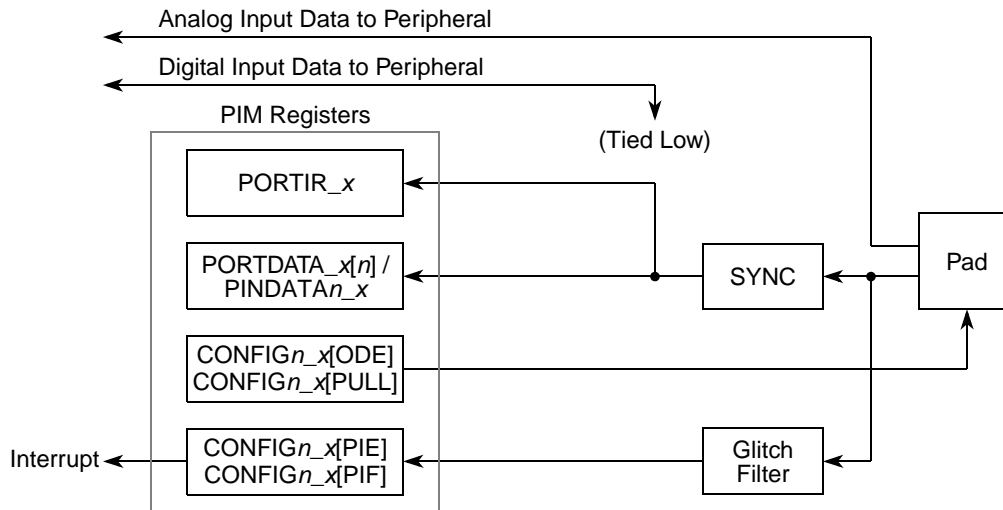 Analog Input Data to Peripheral
Digital Input Data to Peripheral
PIM Registers
(Tied Low)
PORTIR_x
PORTDATA_x[n] /
PINDATAn_x
SYNC
Pad
CONFIGn_x[ODE]
CONFIGn_x[PULL]
Interrupt
CONFIGn_x[PIE]
CONFIGn_x[PIF]
Glitch
Filter